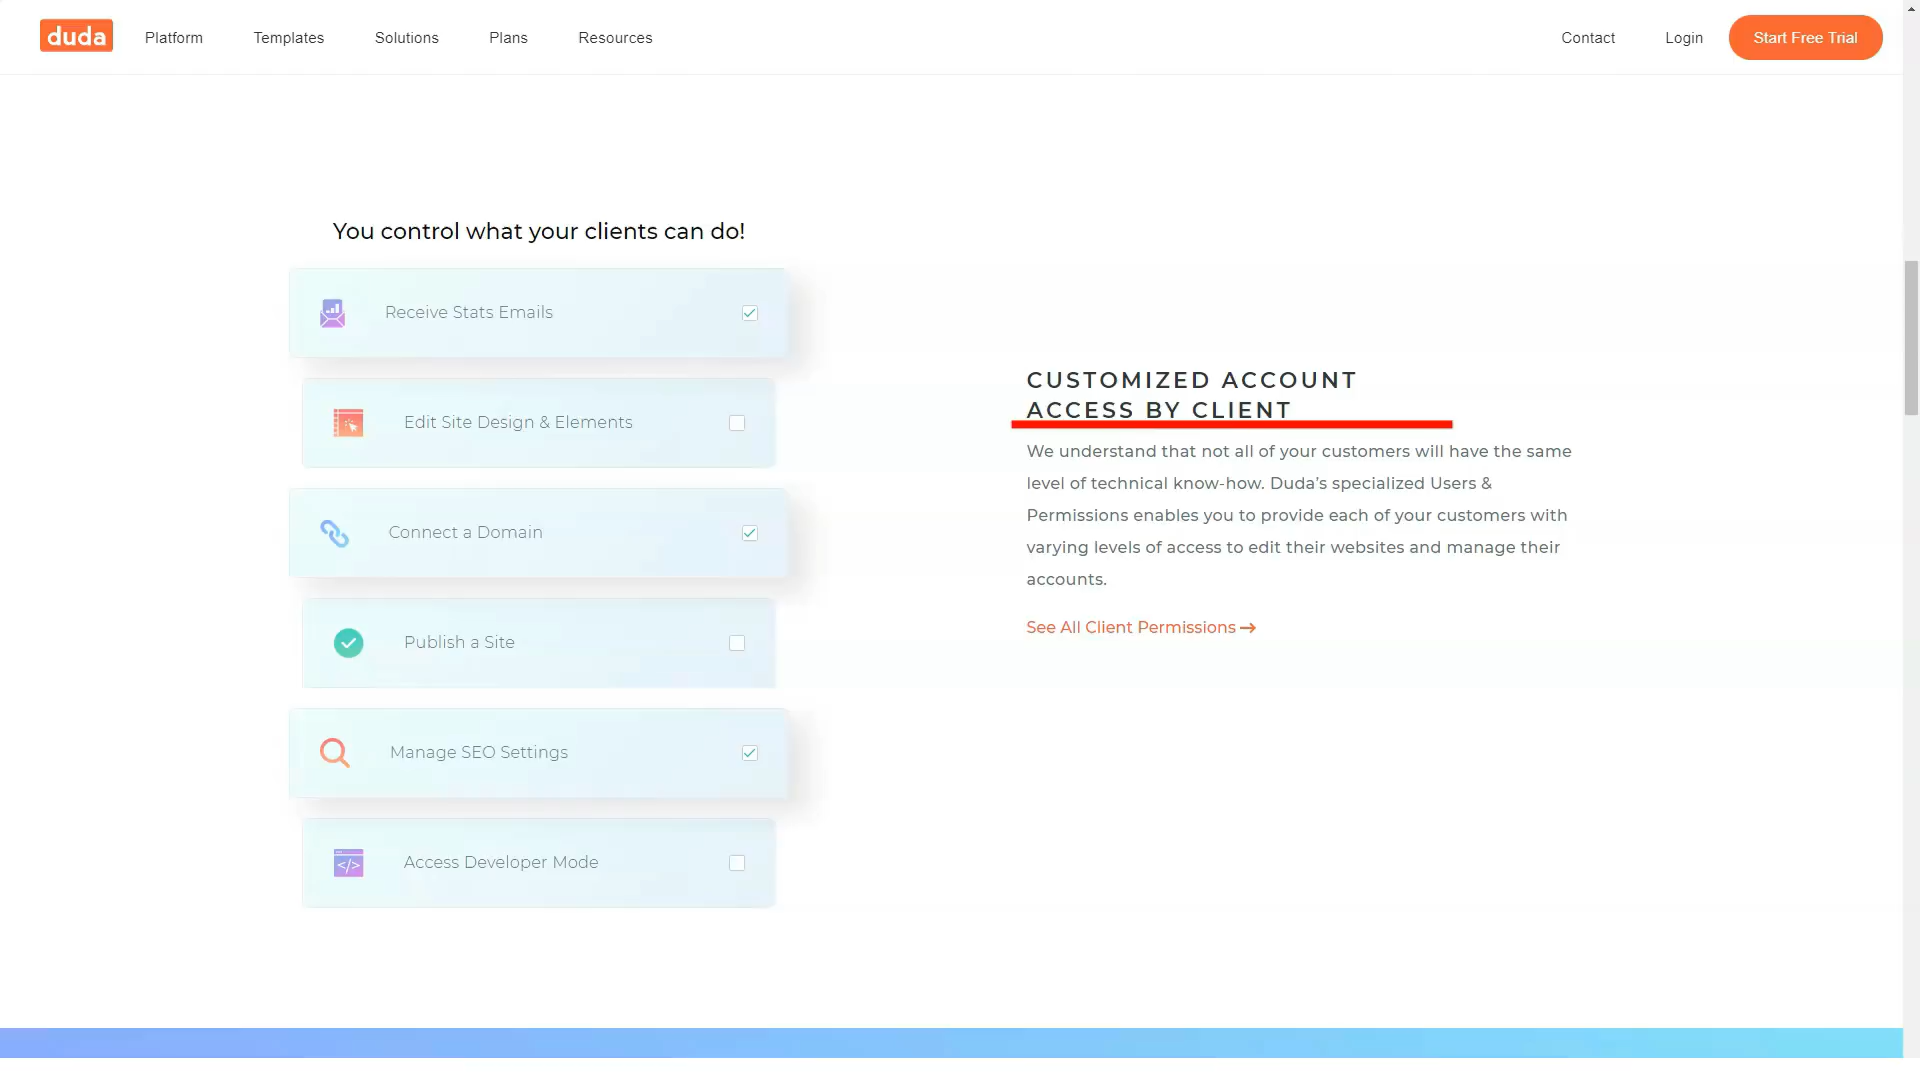 duda
Platform
Templates
Solutions
Plans
Resources
Contact
Login
Start Free Trial
You control what your clients can do!
Receive Stats Emails
Edit Site Design & Elements
Connect a Domain
Publish a Site
Manage SEO Settings
</>
Access Developer Mode
CUSTOMIZED ACCOUNT
ACCESS BY CLIENT
We understand that not all of your customers will have the same
level of technical know-how. Duda’s specialized Users &
Permissions enables you to provide each of your customers with
varying levels of access to edit their websites and manage their
accounts.
See All Client Permissions